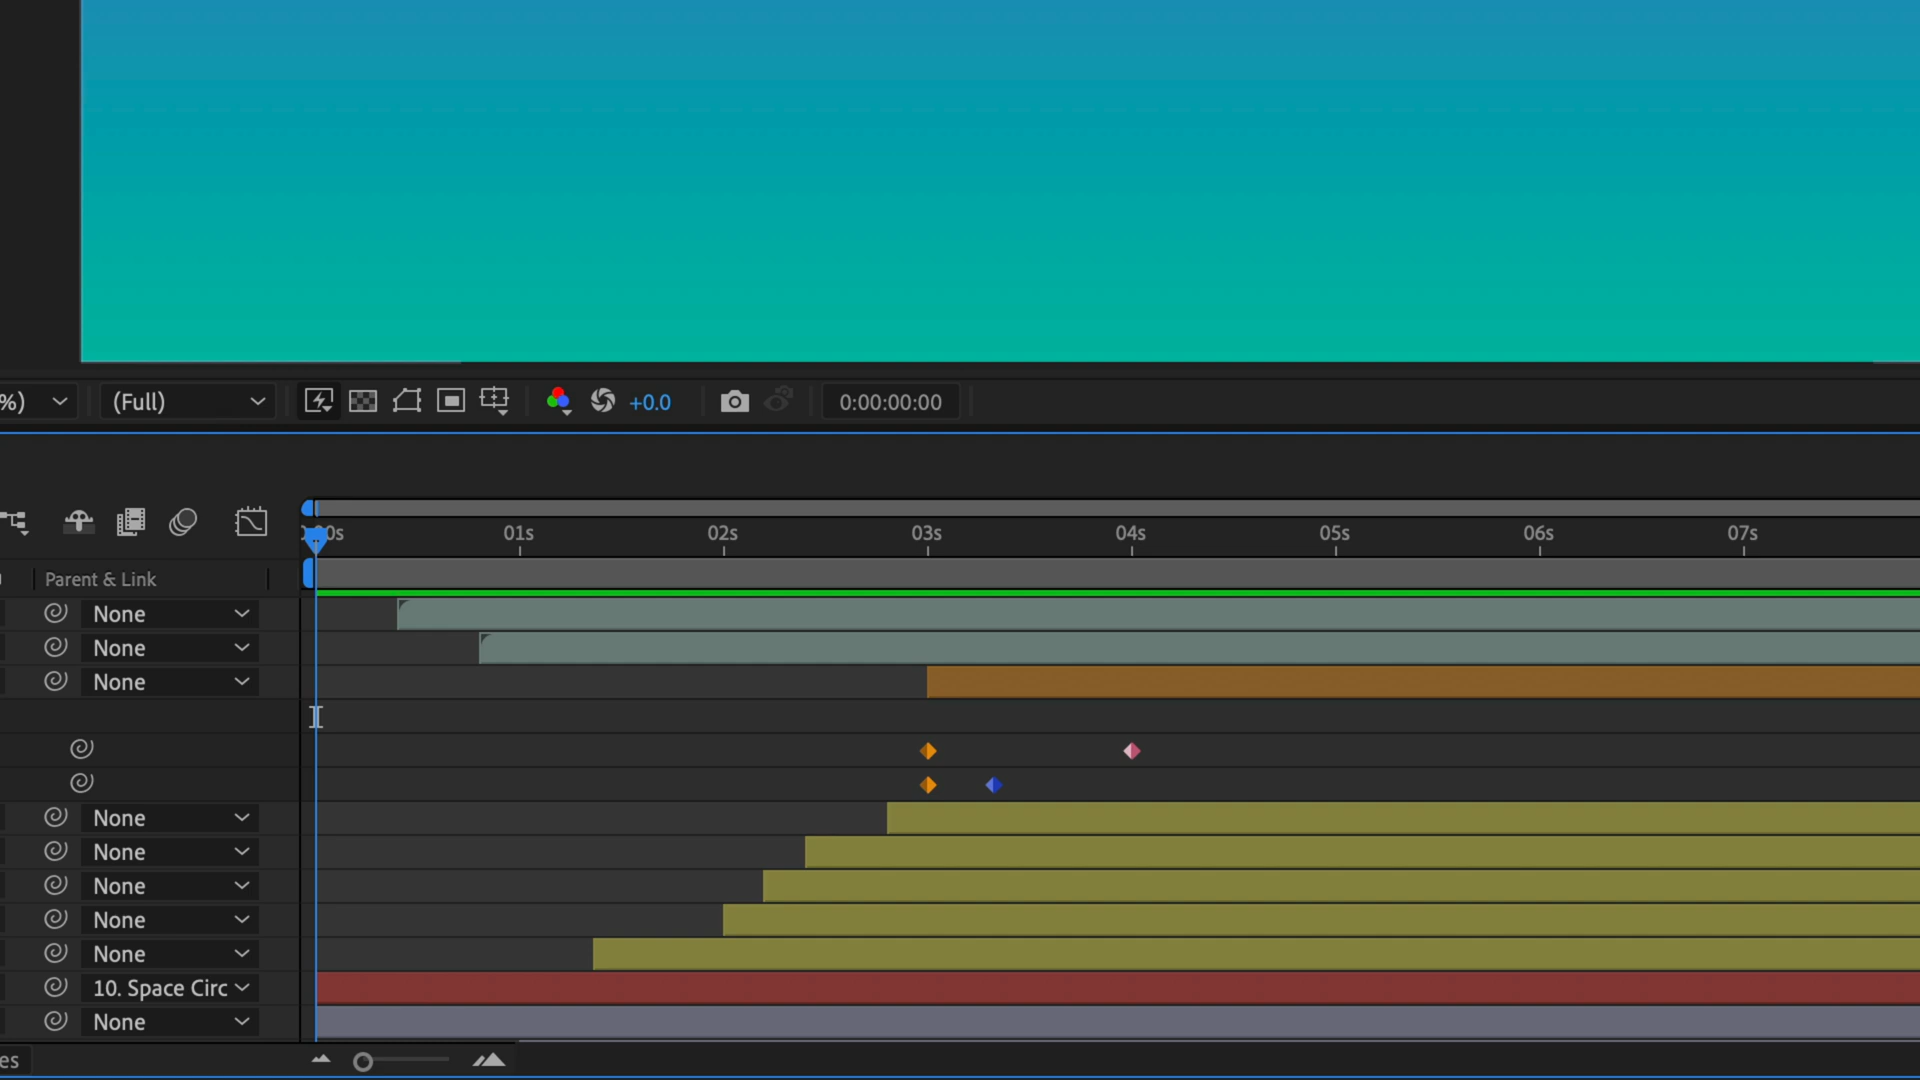 %) (Full) +0.0 0:00:00:00
00s 01s 02s 03s 04s 05s 06s 07s
Parent & Link
None
None
None
None
None
None
None
None
10. Space Circ
None
es